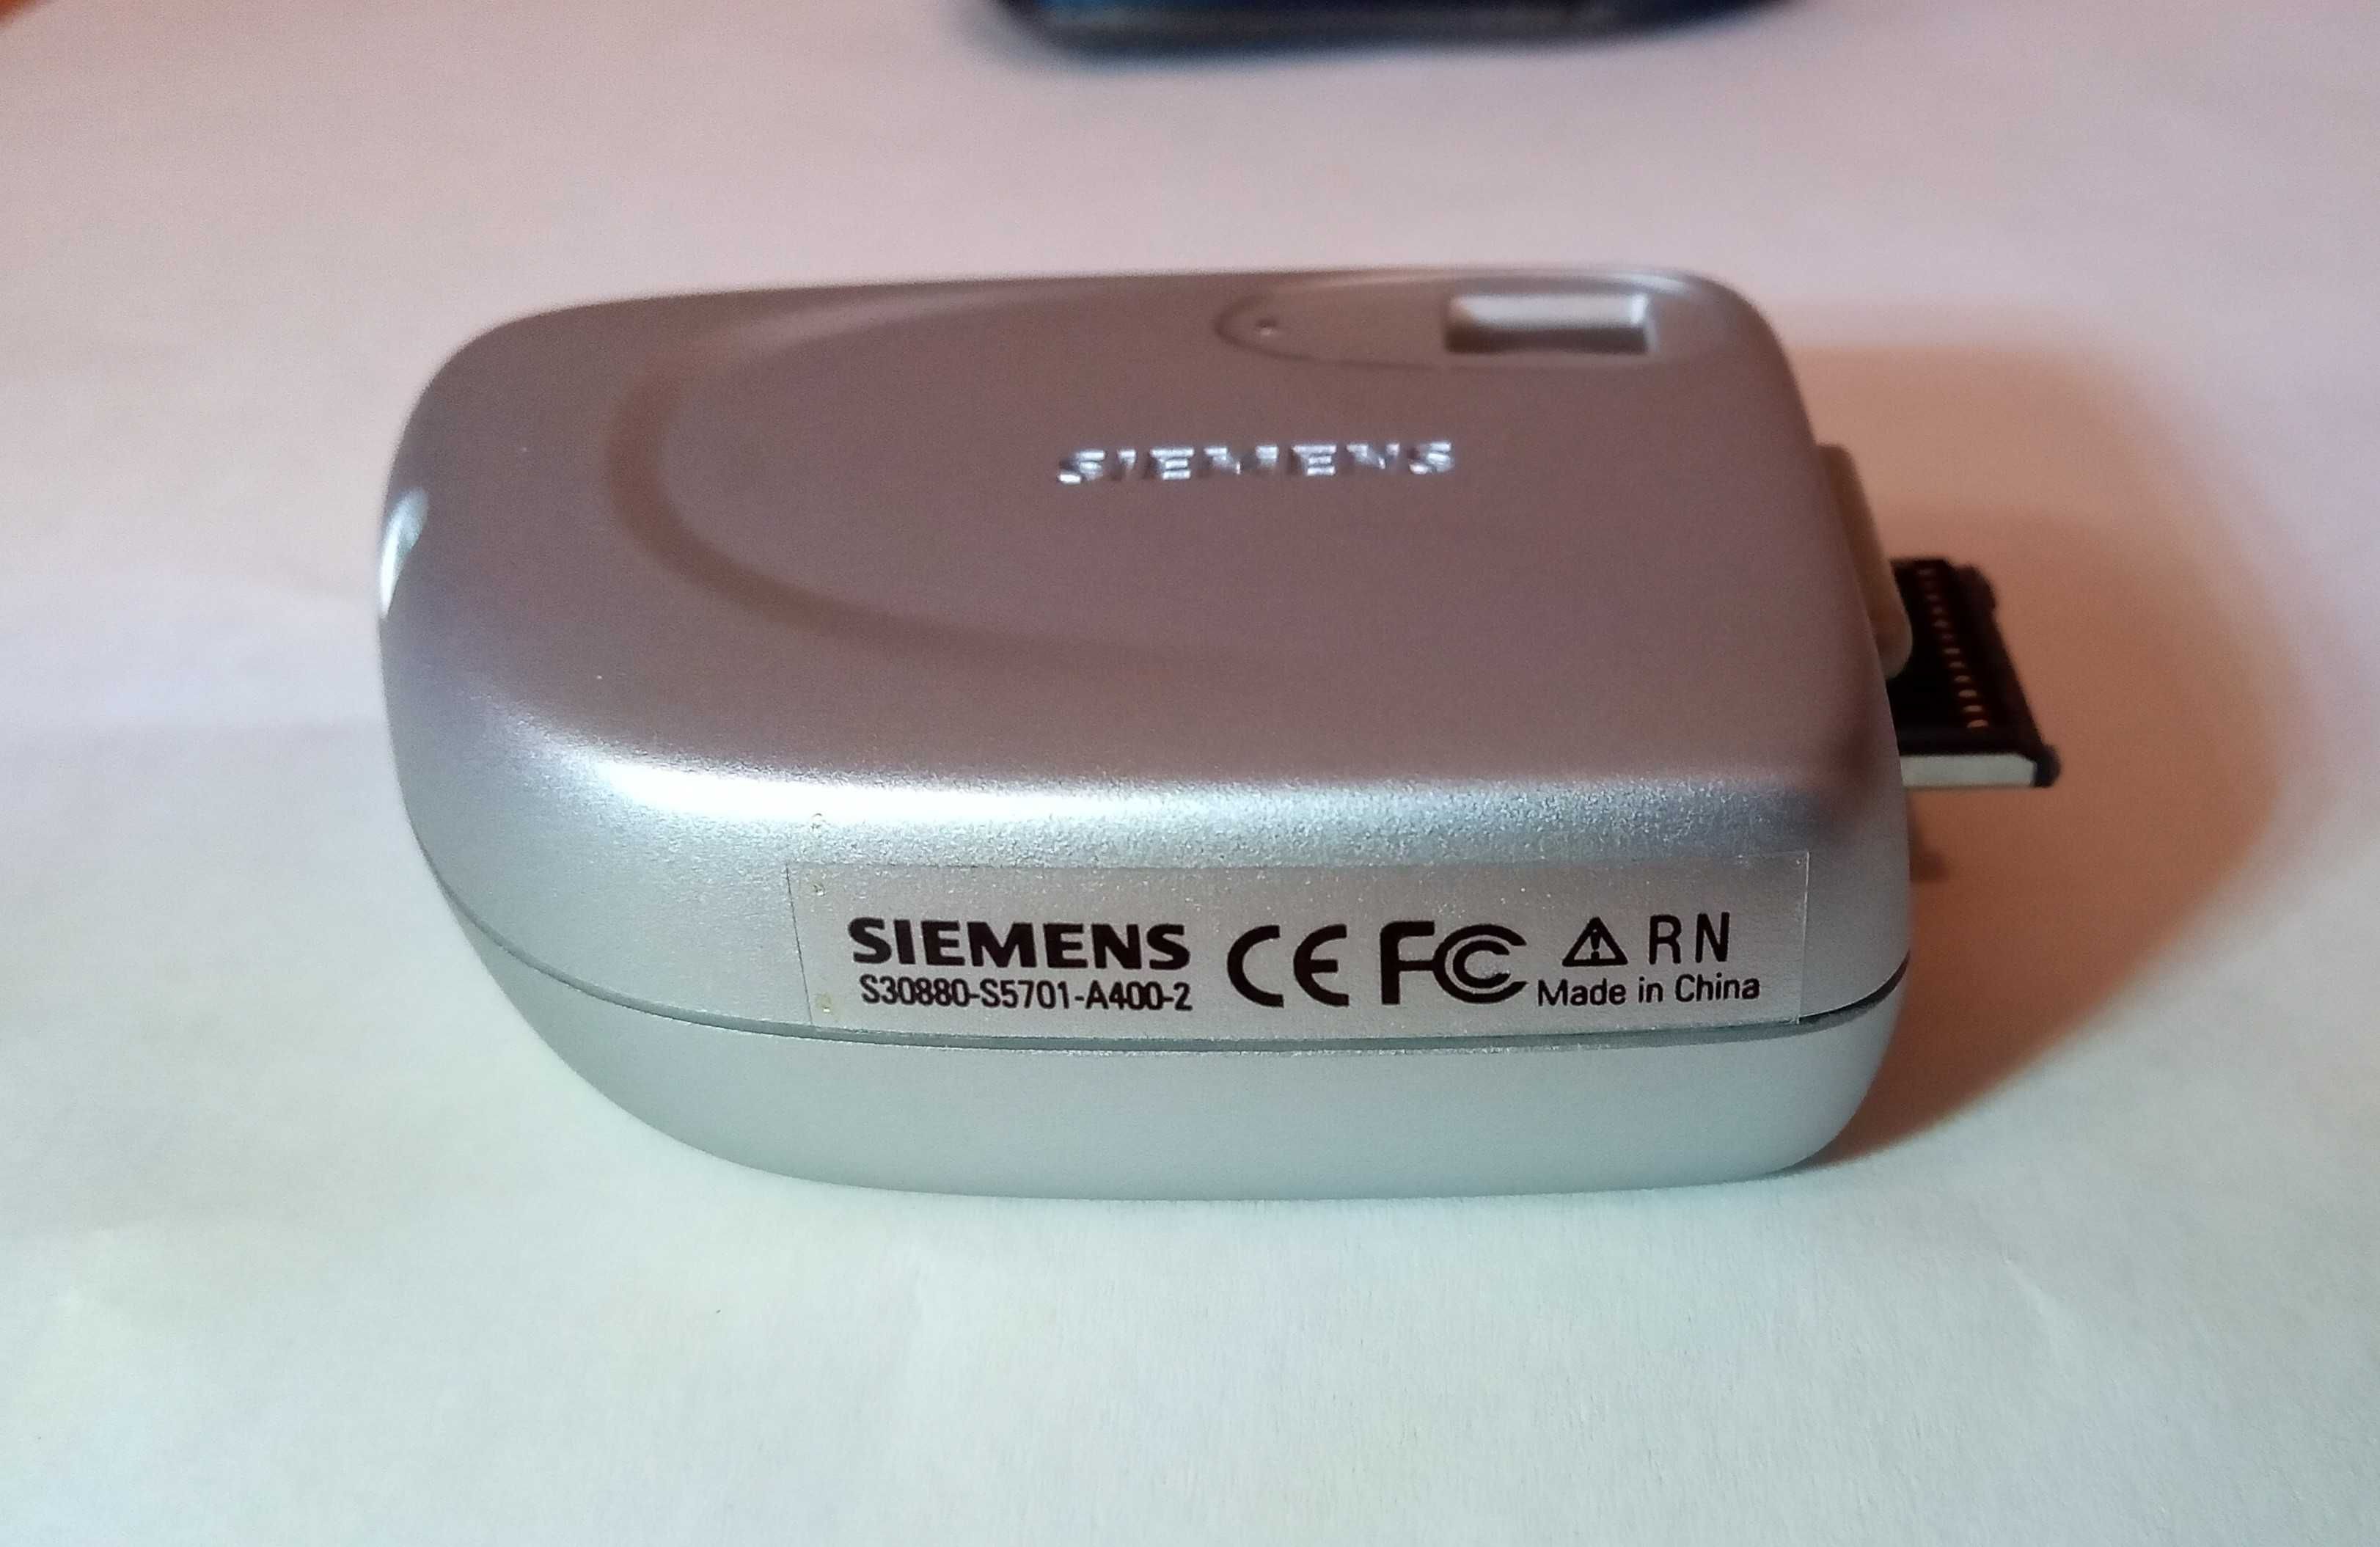 SIEMENS
SIEMENS CE FC RN
S30880-S5701-A400-2 Made in China